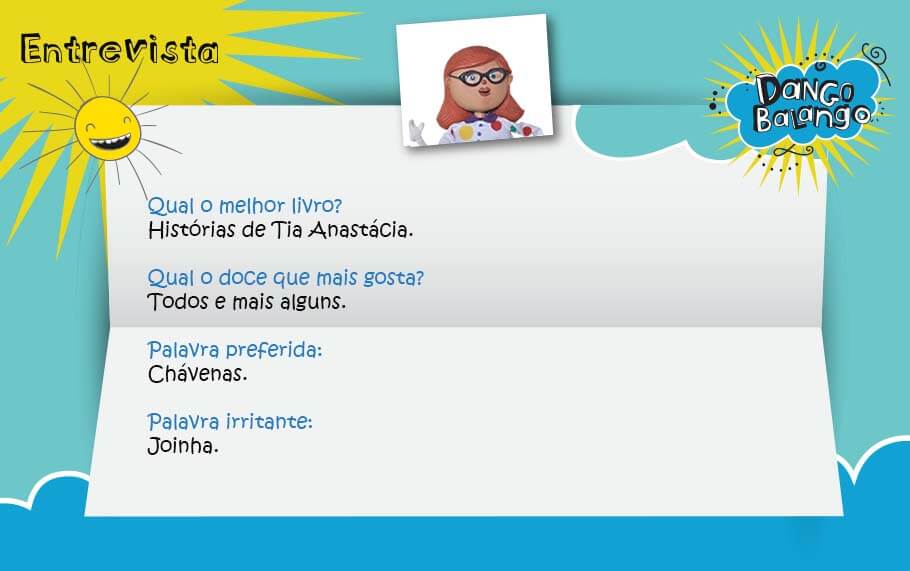 Entrevista
Dango
Balango
Qual o melhor livro?
Histórias de Tia Anastácia.
Qual o doce que mais gosta?
Todos e mais alguns.
Palavra preferida:
Chávenas.
Palavra irritante:
Joinha.